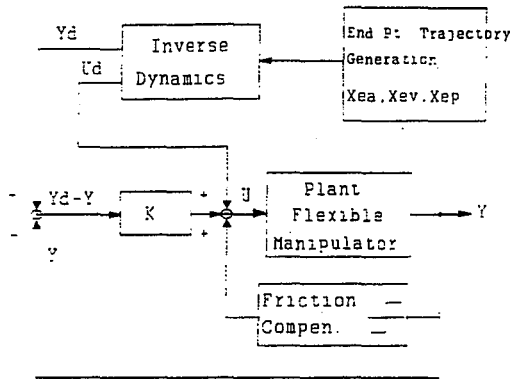 Yd
Inverse
Dynamics
Ud
End Pt Trajectory
Generation
Xea,Xev,Xep
Yd-Y
K
+
+
U
Plant
Flexible
Manipulator
Y
-
-
Y
Friction
Compen.